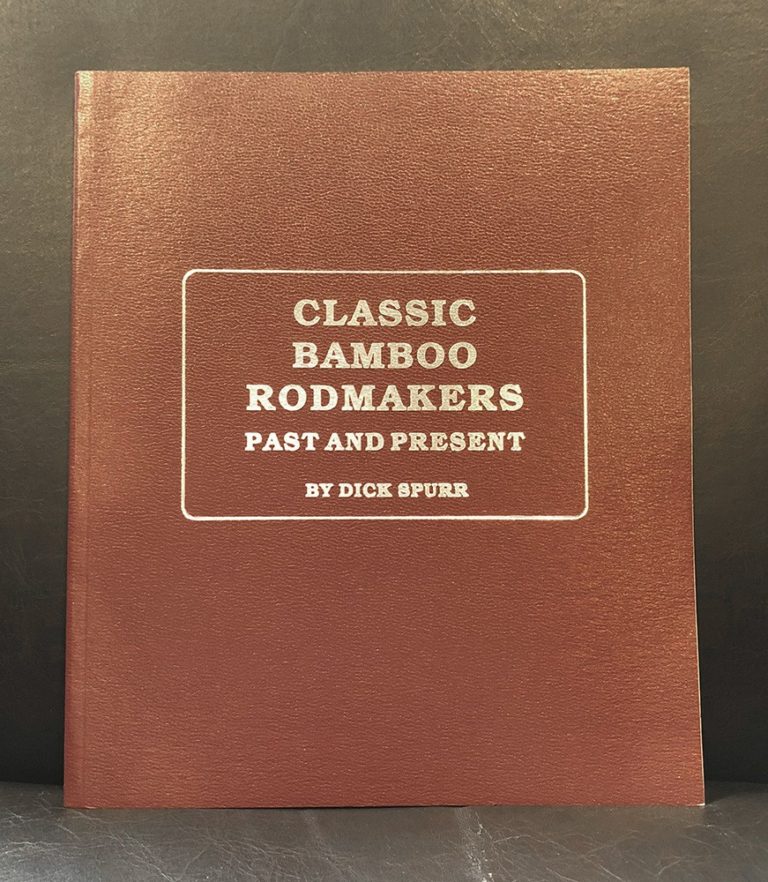 CLASSIC
BAMBOO
RODMAKERS
PAST AND PRESENT
BY DICK SPURR